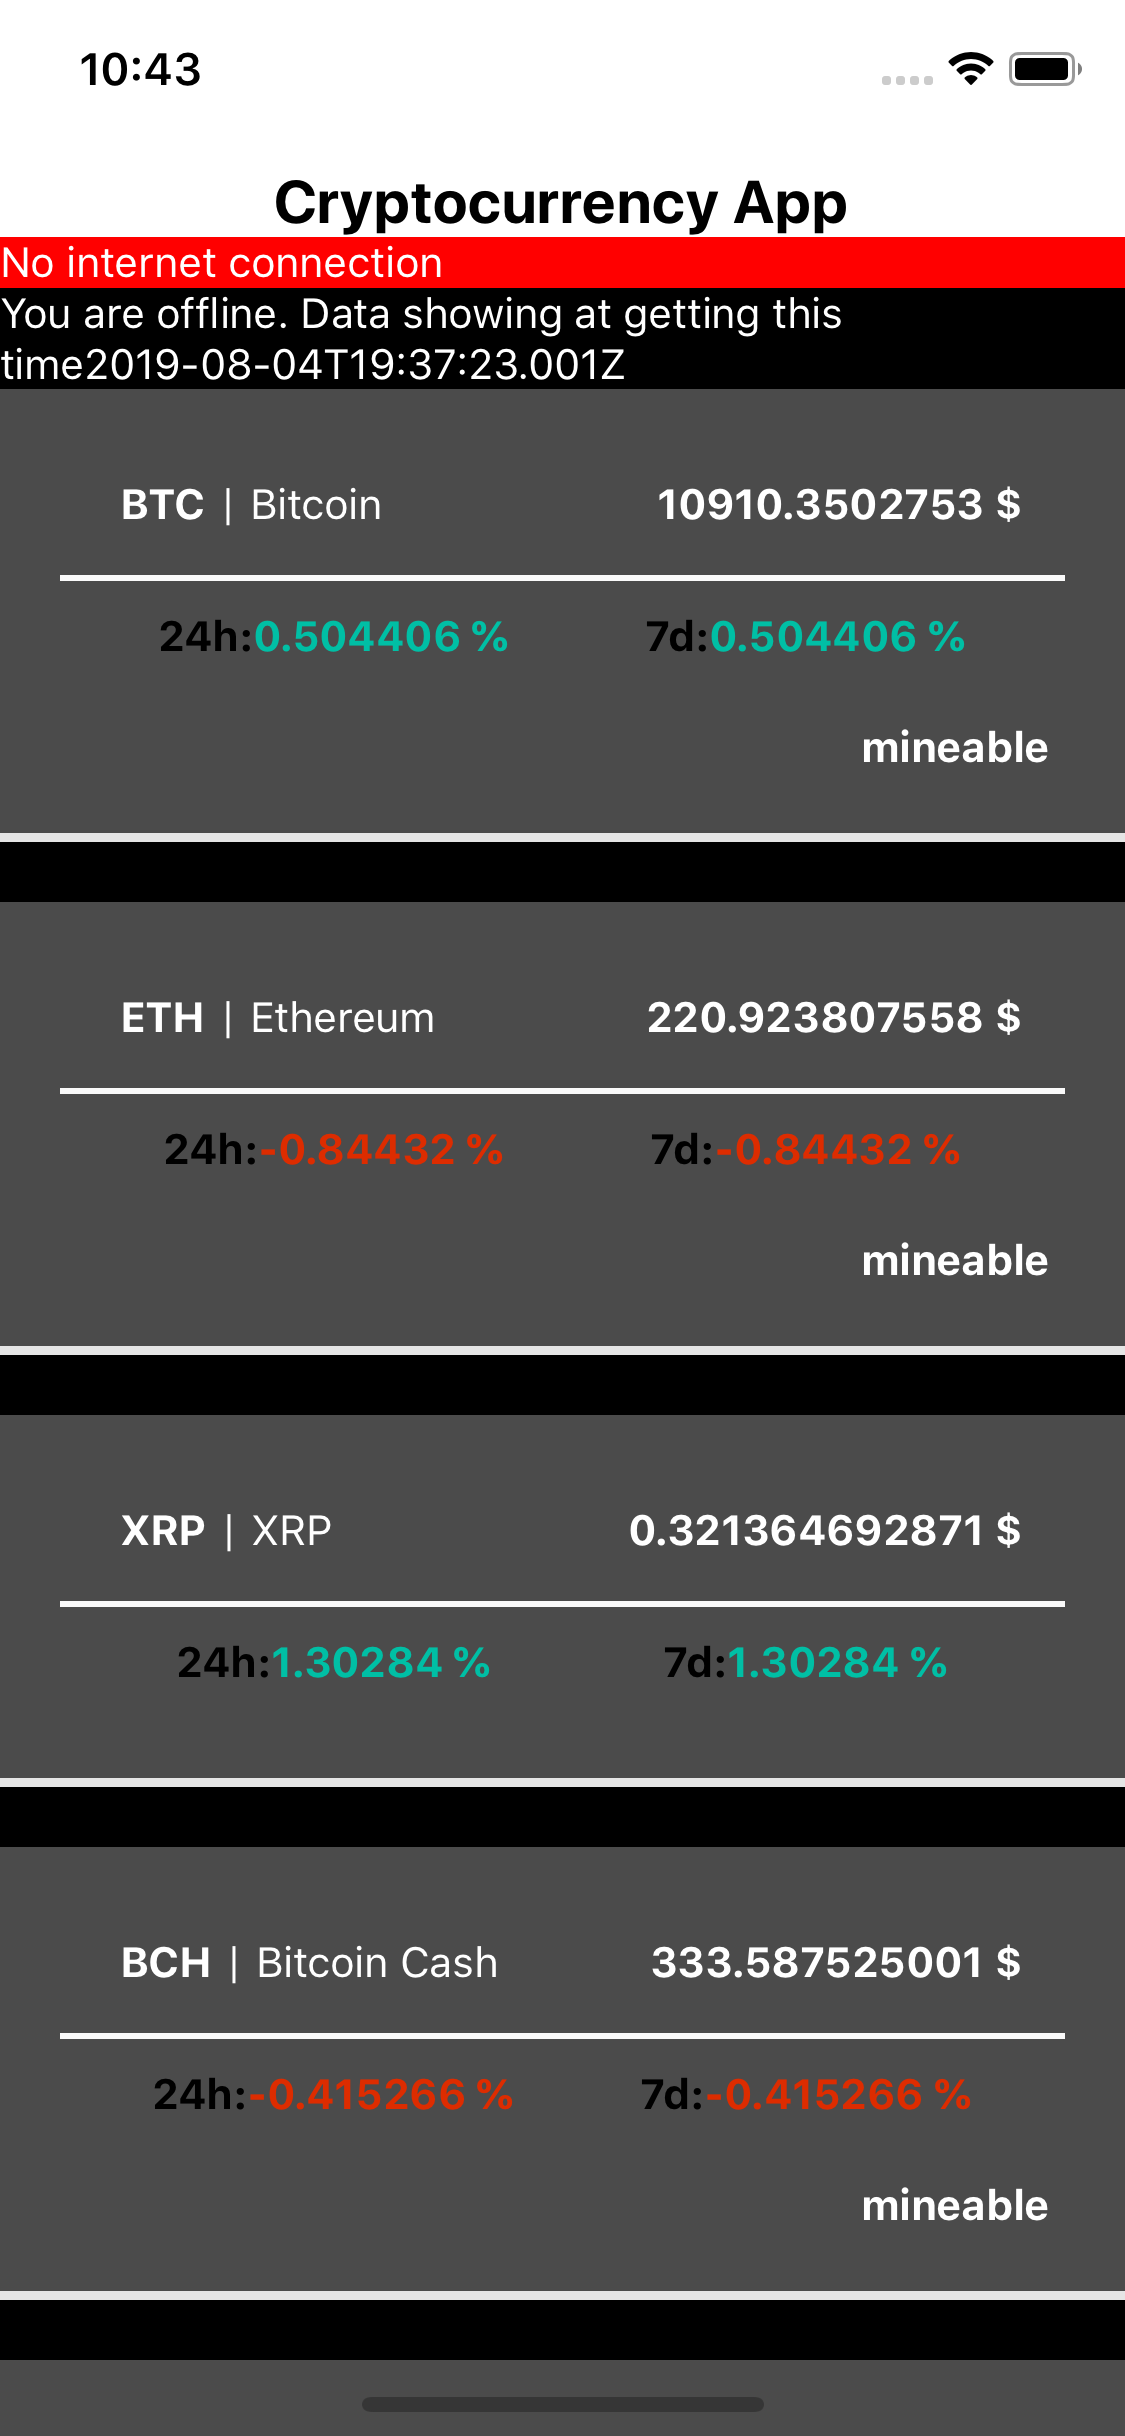 10:43
Cryptocurrency App
No internet connection
You are offline. Data showing at getting this
time2019-08-04T19:37:23.001Z
BTC | Bitcoin 10910.3502753 $
24h:0.504406 % 7d:0.504406 %
mineable
ETH | Ethereum 220.923807558 $
24h:-0.84432 % 7d:-0.84432 %
mineable
XRP | XRP 0.321364692871 $
24h:1.30284 % 7d:1.30284 %
BCH | Bitcoin Cash 333.587525001 $
24h:-0.415266 % 7d:-0.415266 %
mineable